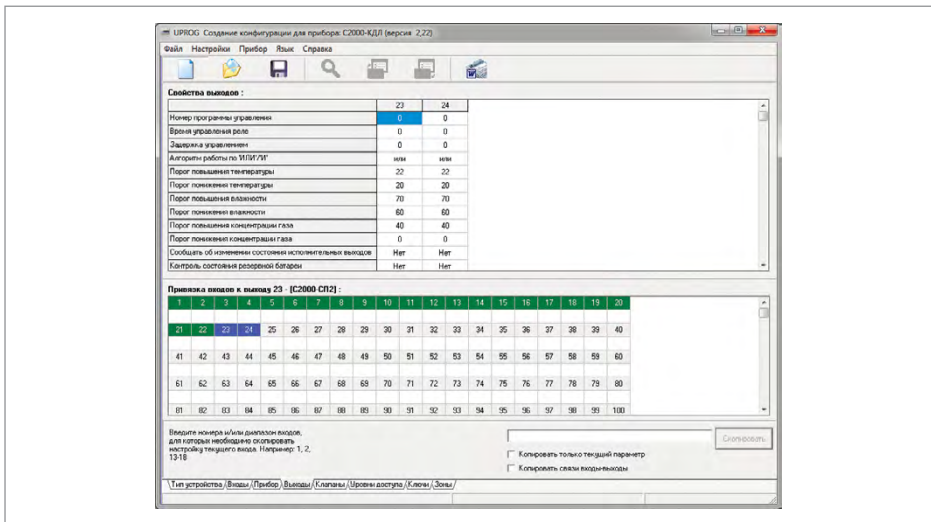 UPROG Создание конфигурации для прибора: С2000-КДЛ (версия 2,22)
Файл Настройки Прибор Язык Справка
Свойства выходов :
23 24
Номер программы управления 0 0
Время управления реле 0 0
Задержка управлением 0 0
Алгоритм работы по 'ИЛИ'/'И' или или
Порог повышения температуры 22 22
Порог понижения температуры 20 20
Порог повышения влажности 70 70
Порог понижения влажности 60 60
Порог повышения концентрации газа 40 40
Порог понижения концентрации газа 0 0
Сообщать об изменении состояния исполнительных выходов Нет Нет
Контроль состояния резервной батареи Нет Нет
Привязка входов к выходу 23 - [С2000-СП2] :
1 2 3 4 5 6 7 8 9 10 11 12 13 14 15 16 17 18 19 20
21 22 23 24 25 26 27 28 29 30 31 32 33 34 35 36 37 38 39 40
41 42 43 44 45 46 47 48 49 50 51 52 53 54 55 56 57 58 59 60
61 62 63 64 65 66 67 68 69 70 71 72 73 74 75 76 77 78 79 80
81 82 83 84 85 86 87 88 89 90 91 92 93 94 95 96 97 98 99 100
Введите номера и/или диапазон входов,
для которых необходимо скопировать
настройку текущего входа. Например: 1, 2,
13-18
Скопировать
Копировать только текущий параметр
Копировать связи входы-выходы
Тип устройства Входы Прибор Выходы Клапаны Уровни доступа Ключи Зоны